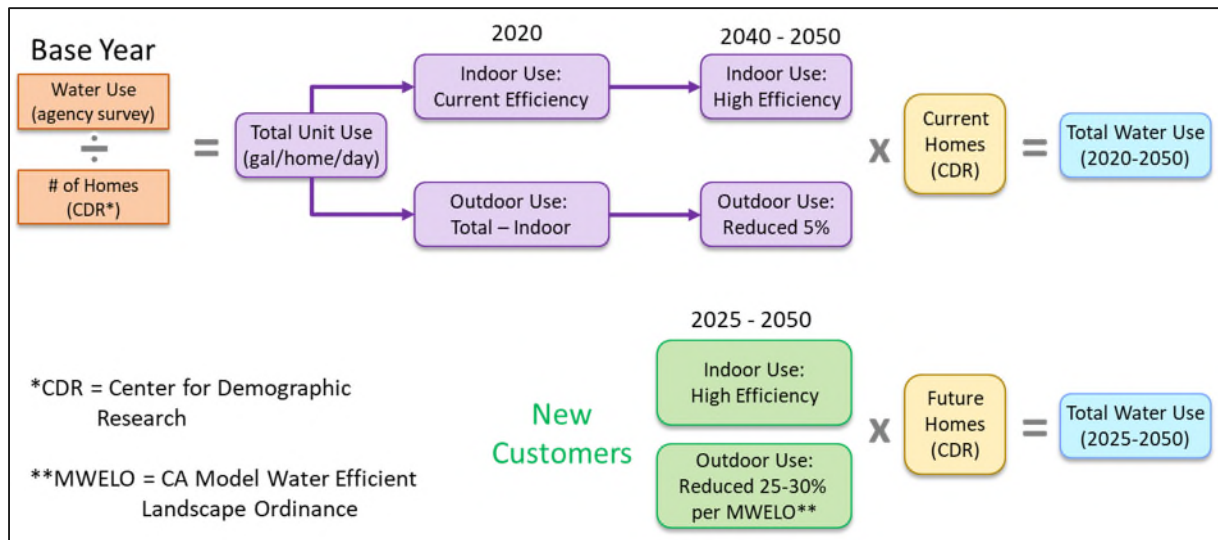 Base Year
Water Use
(agency survey)
÷
# of Homes
(CDR*)
=
Total Unit Use
(gal/home/day)
2020
Indoor Use:
Current Efficiency
Outdoor Use:
Total – Indoor
2040 - 2050
Indoor Use:
High Efficiency
Outdoor Use:
Reduced 5%
x
Current
Homes
(CDR)
=
Total Water Use
(2020-2050)
New
Customers
2025 - 2050
Indoor Use:
High Efficiency
Outdoor Use:
Reduced 25-30%
per MWELO**
x
Future
Homes
(CDR)
=
Total Water Use
(2025-2050)
*CDR = Center for Demographic
Research
**MWELO = CA Model Water Efficient
Landscape Ordinance